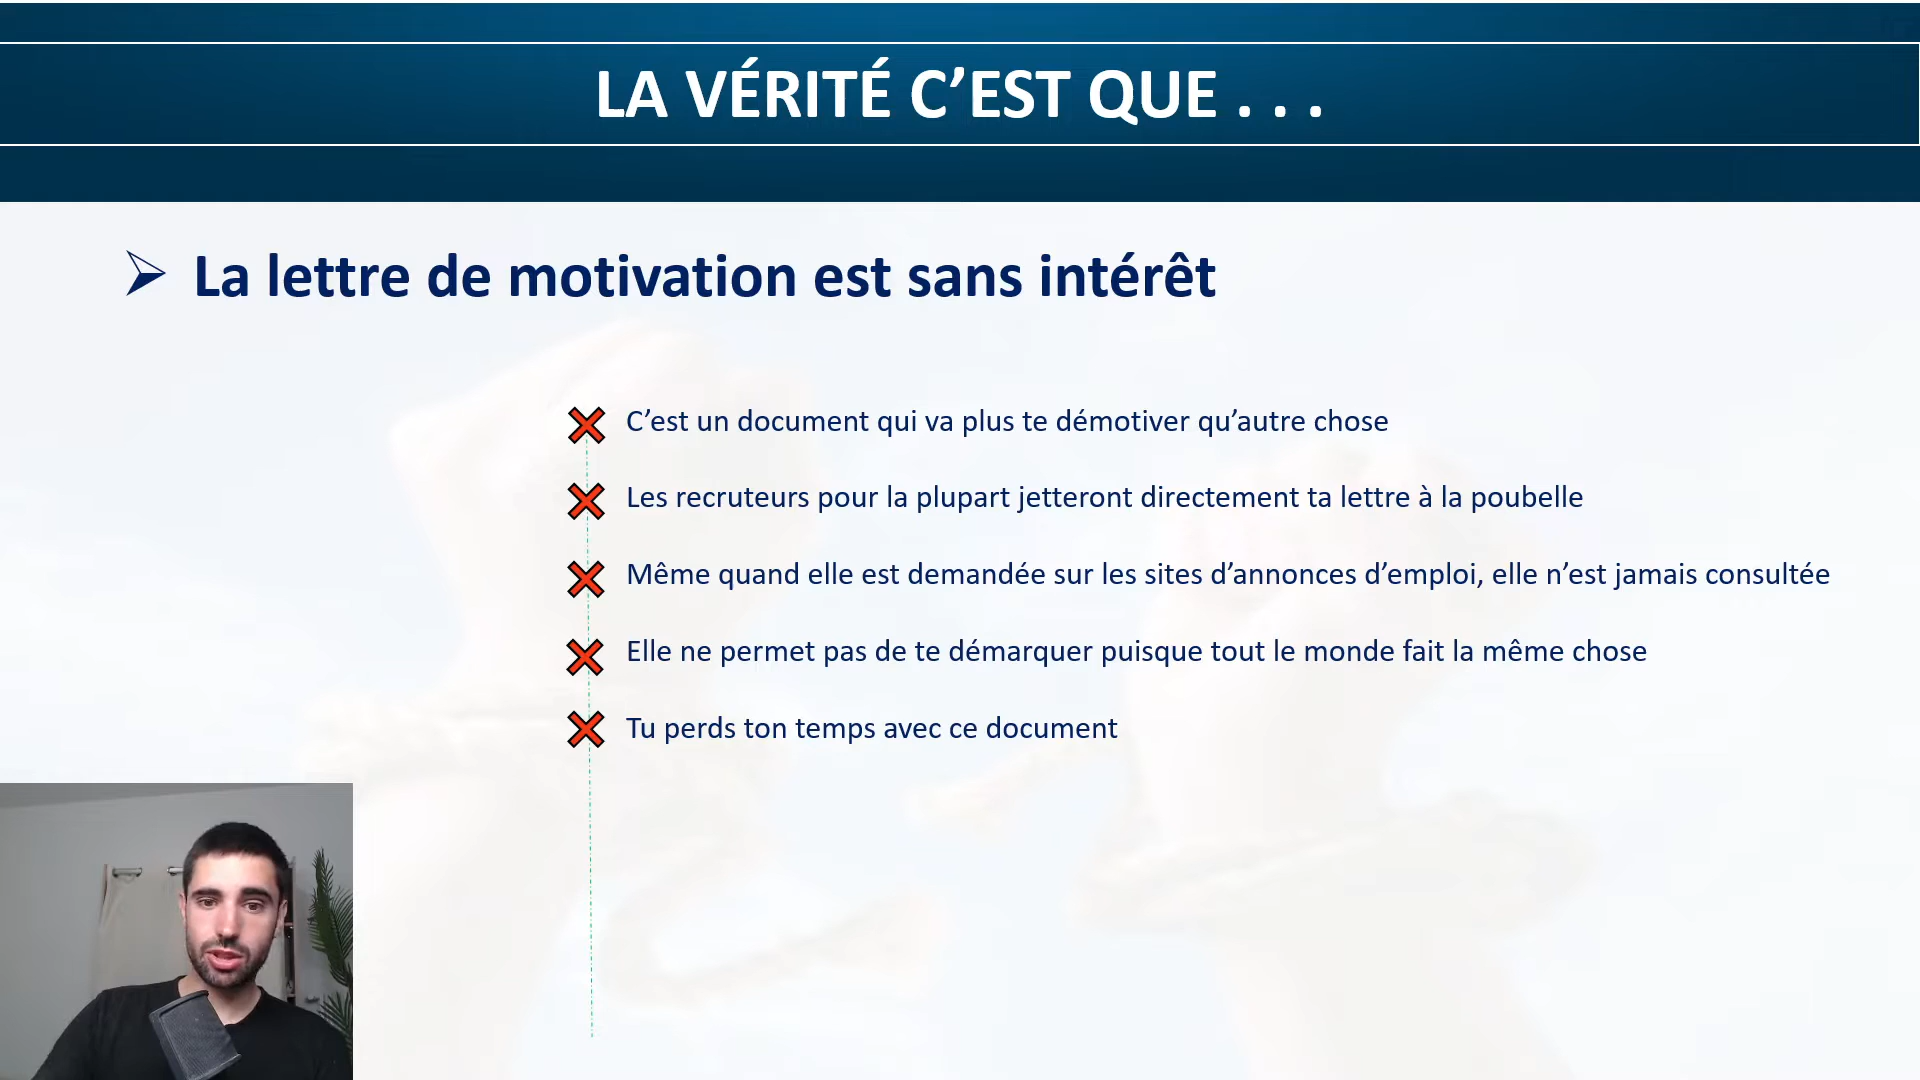 LA VÉRITÉ C’EST QUE . . .
La lettre de motivation est sans intérêt
C’est un document qui va plus te démotiver qu’autre chose
Les recruteurs pour la plupart jetteront directement ta lettre à la poubelle
Même quand elle est demandée sur les sites d’annonces d’emploi, elle n’est jamais consultée
Elle ne permet pas de te démarquer puisque tout le monde fait la même chose
Tu perds ton temps avec ce document